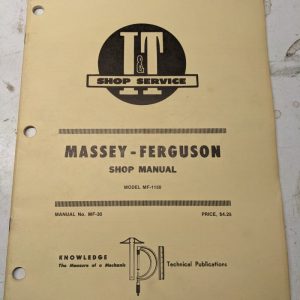 I&T
SHOP SERVICE
MASSEY-FERGUSON
SHOP MANUAL
MODEL MF-1150
MANUAL No. MF-30 PRICE, $4.25
KNOWLEDGE
The Measure of a Mechanic
Technical Publications